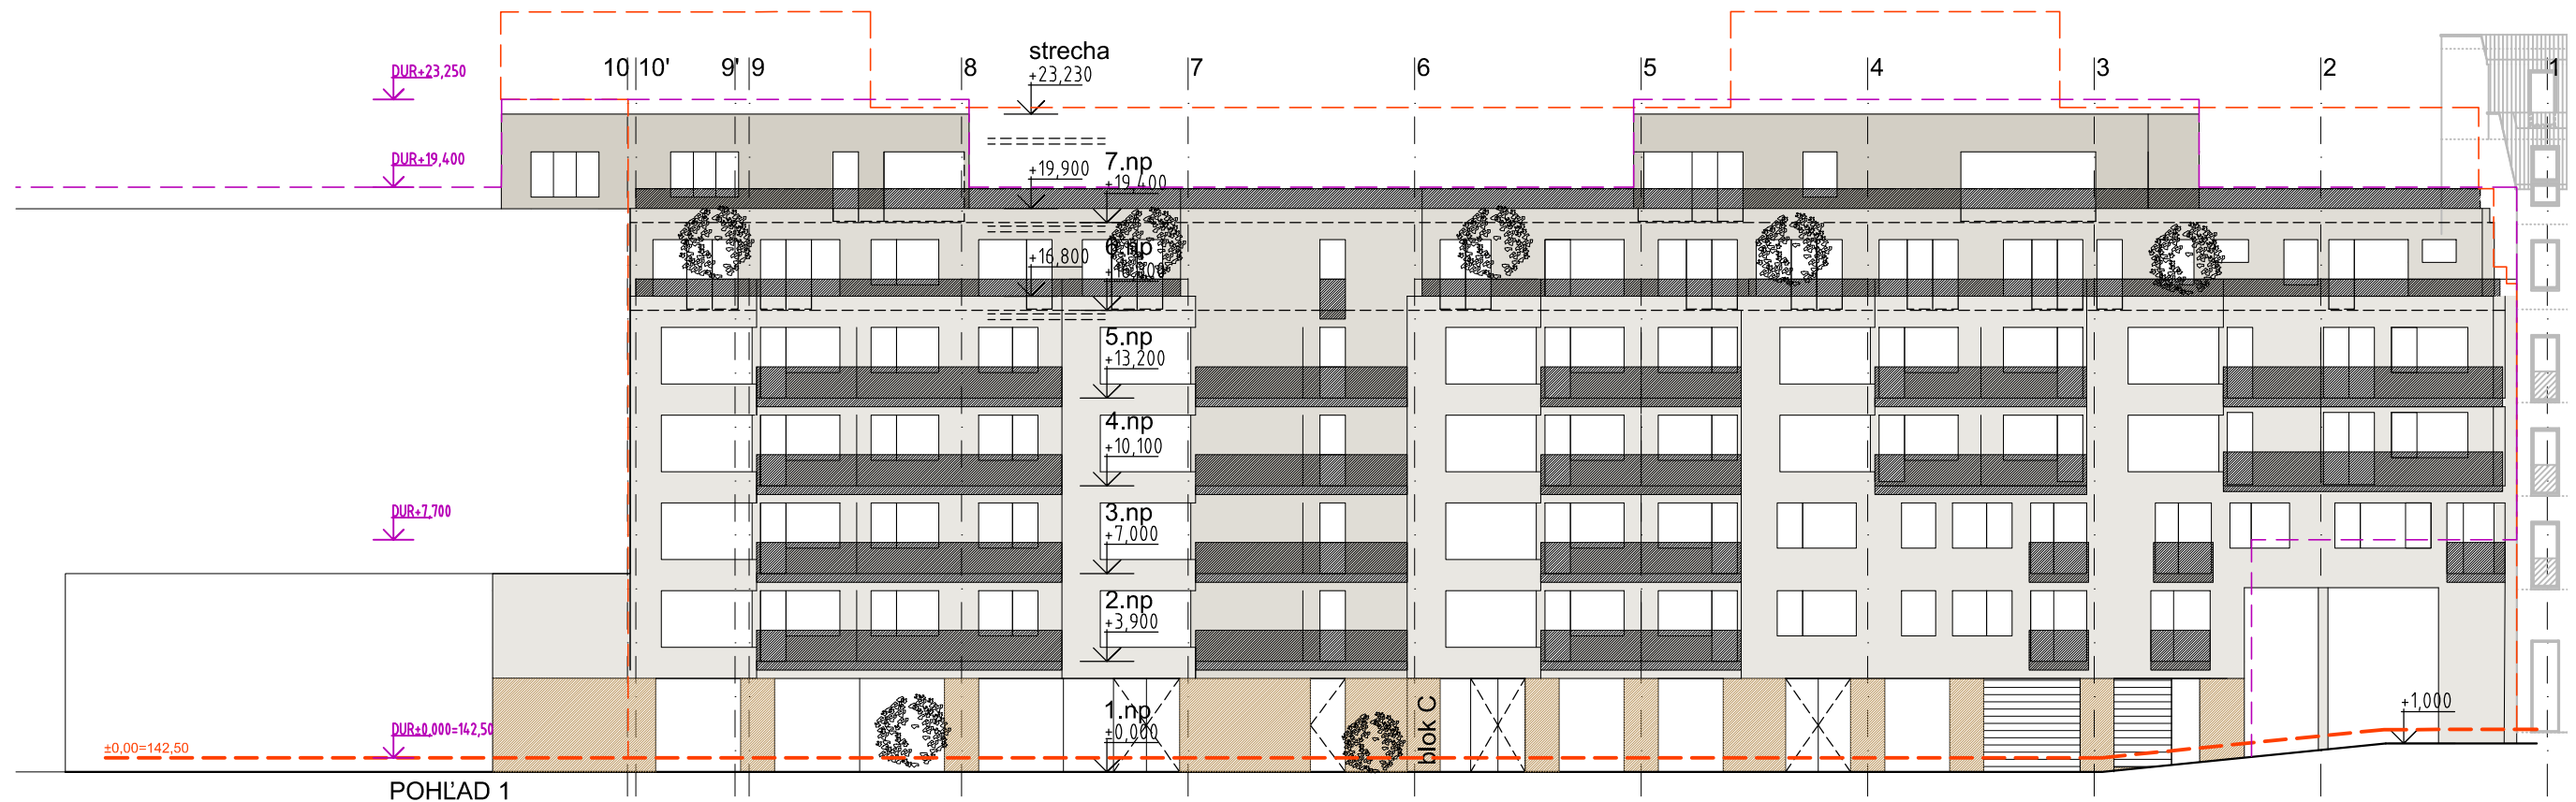 strecha
+23,230
10 10' 9' 9 8 7 6 5 4 3 2 1
DUR+23,250
DUR+19,400
7.np
+19,900
+19,400
6.np
+16,800
5.np
+13,200
4.np
+10,100
DUR+7,700
3.np
+7,000
2.np
+3,900
1.np
±0,000
blok C
+1,000
DUR±0,000=142,50
±0,00=142,50
POHĽAD 1